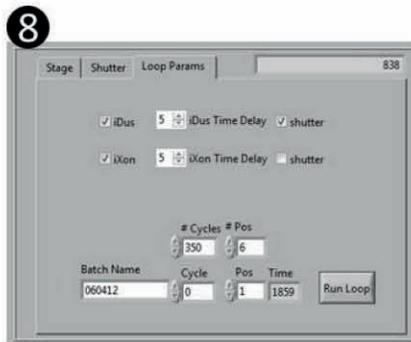 8
Stage Shutter Loop Params 838
iDus 5 iDus Time Delay shutter
iXon 5 iXon Time Delay shutter
# Cycles # Pos
350 6
Batch Name Cycle Pos Time
060412 0 1 1859 Run Loop